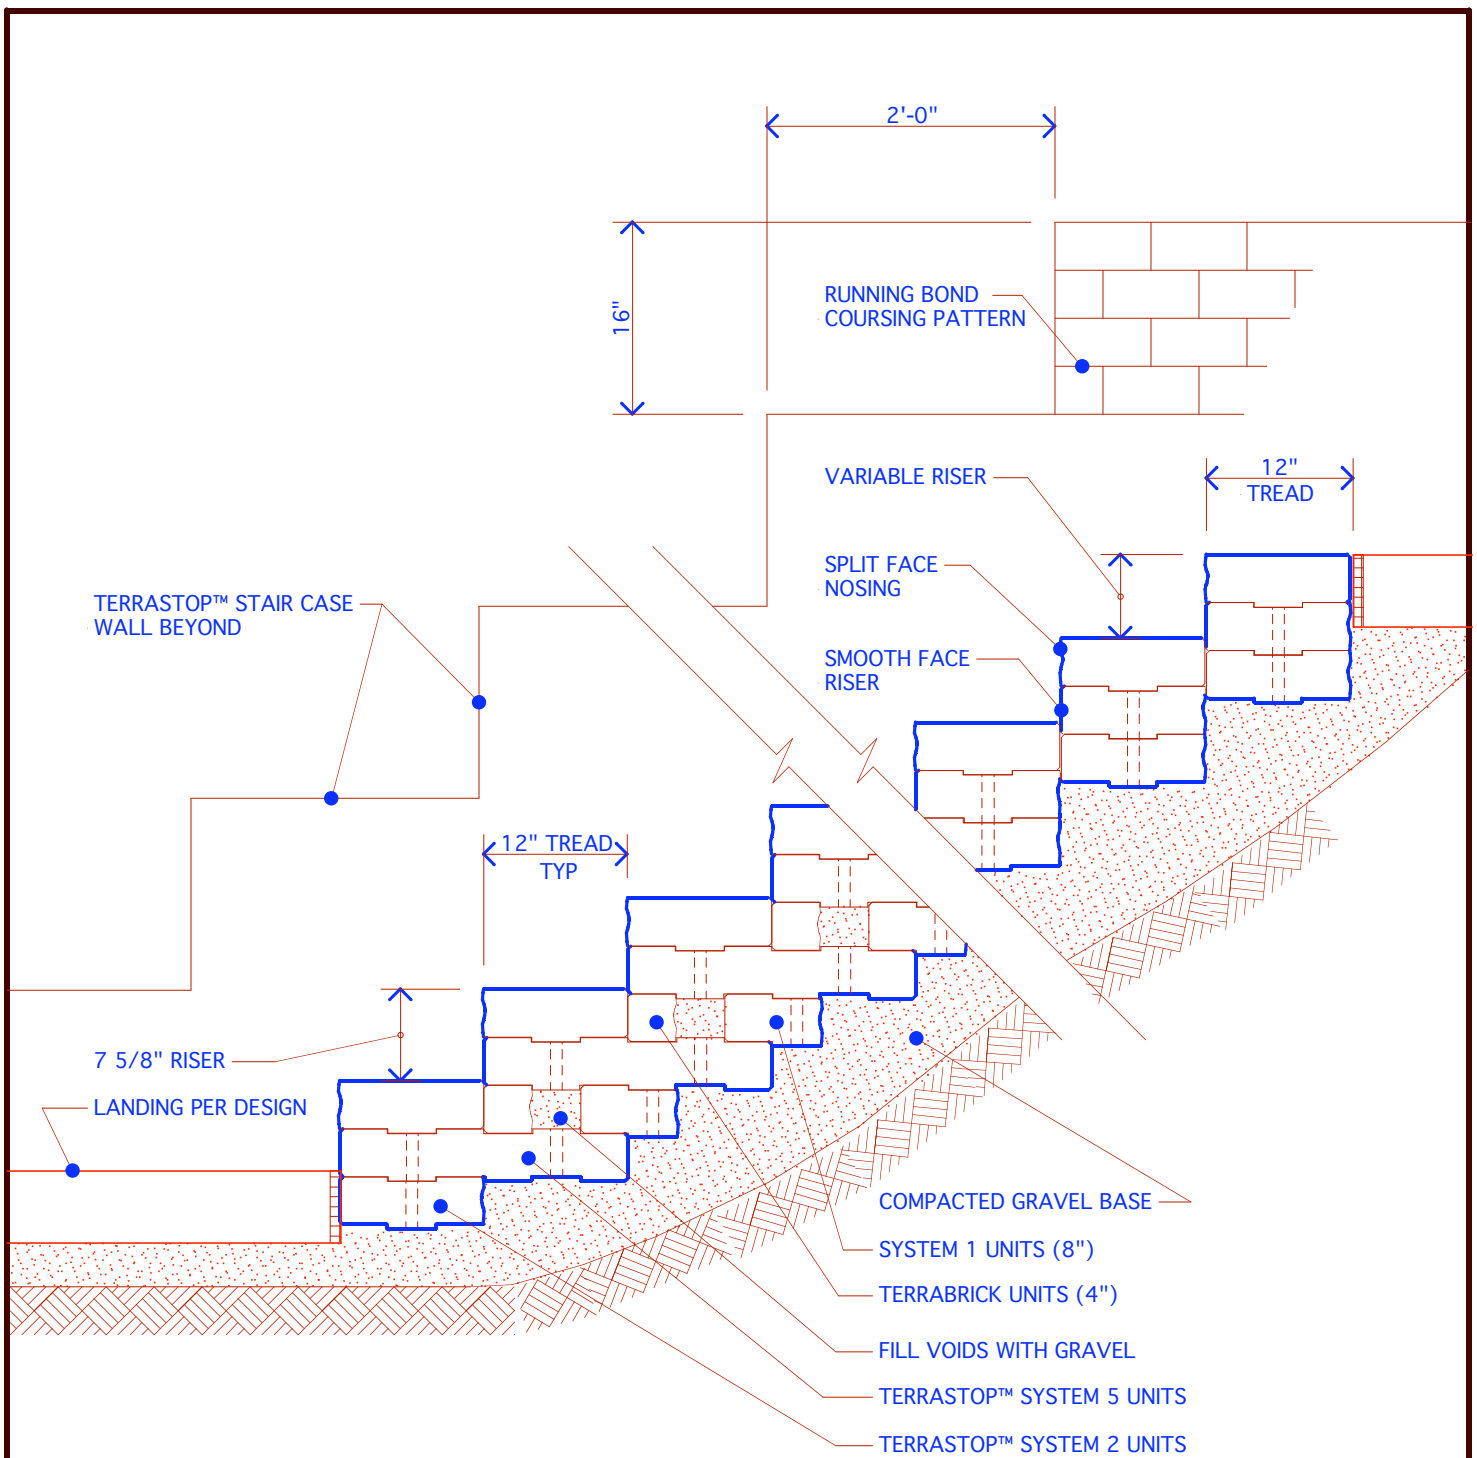 2'-0"
16"
RUNNING BOND
COURSING PATTERN
VARIABLE RISER
12"
TREAD
SPLIT FACE
NOSING
TERRASTOP™ STAIR CASE
WALL BEYOND
SMOOTH FACE
RISER
12" TREAD
TYP
7 5/8" RISER
LANDING PER DESIGN
COMPACTED GRAVEL BASE
SYSTEM 1 UNITS (8")
TERRABRICK UNITS (4")
FILL VOIDS WITH GRAVEL
TERRASTOP™ SYSTEM 5 UNITS
TERRASTOP™ SYSTEM 2 UNITS